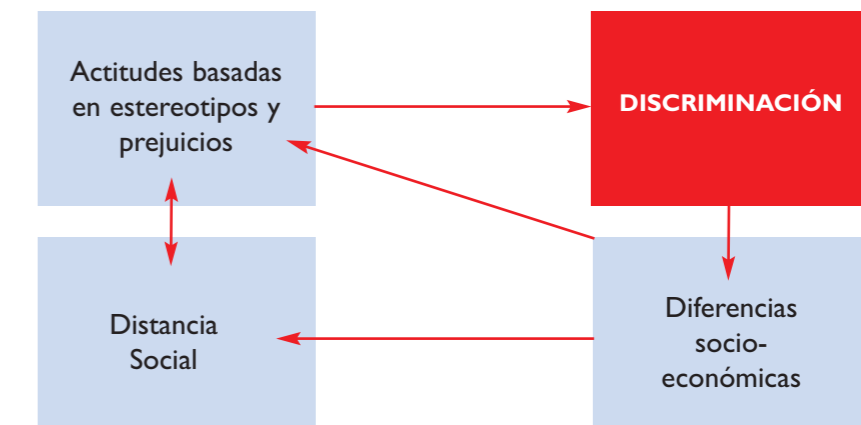 Actitudes basadas
en estereotipos y
prejuicios
DISCRIMINACIÓN
Distancia
Social
Diferencias
socio-
económicas